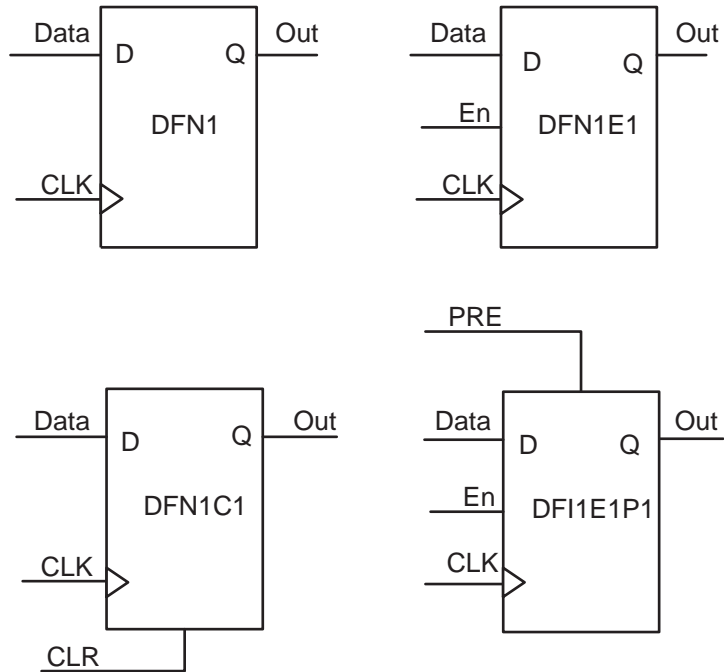 Data
D
Q
Out
DFN1
CLK
Data
D
Q
Out
En
DFN1E1
CLK
Data
D
Q
Out
DFN1C1
CLK
CLR
PRE
Data
D
Q
Out
En
DFI1E1P1
CLK